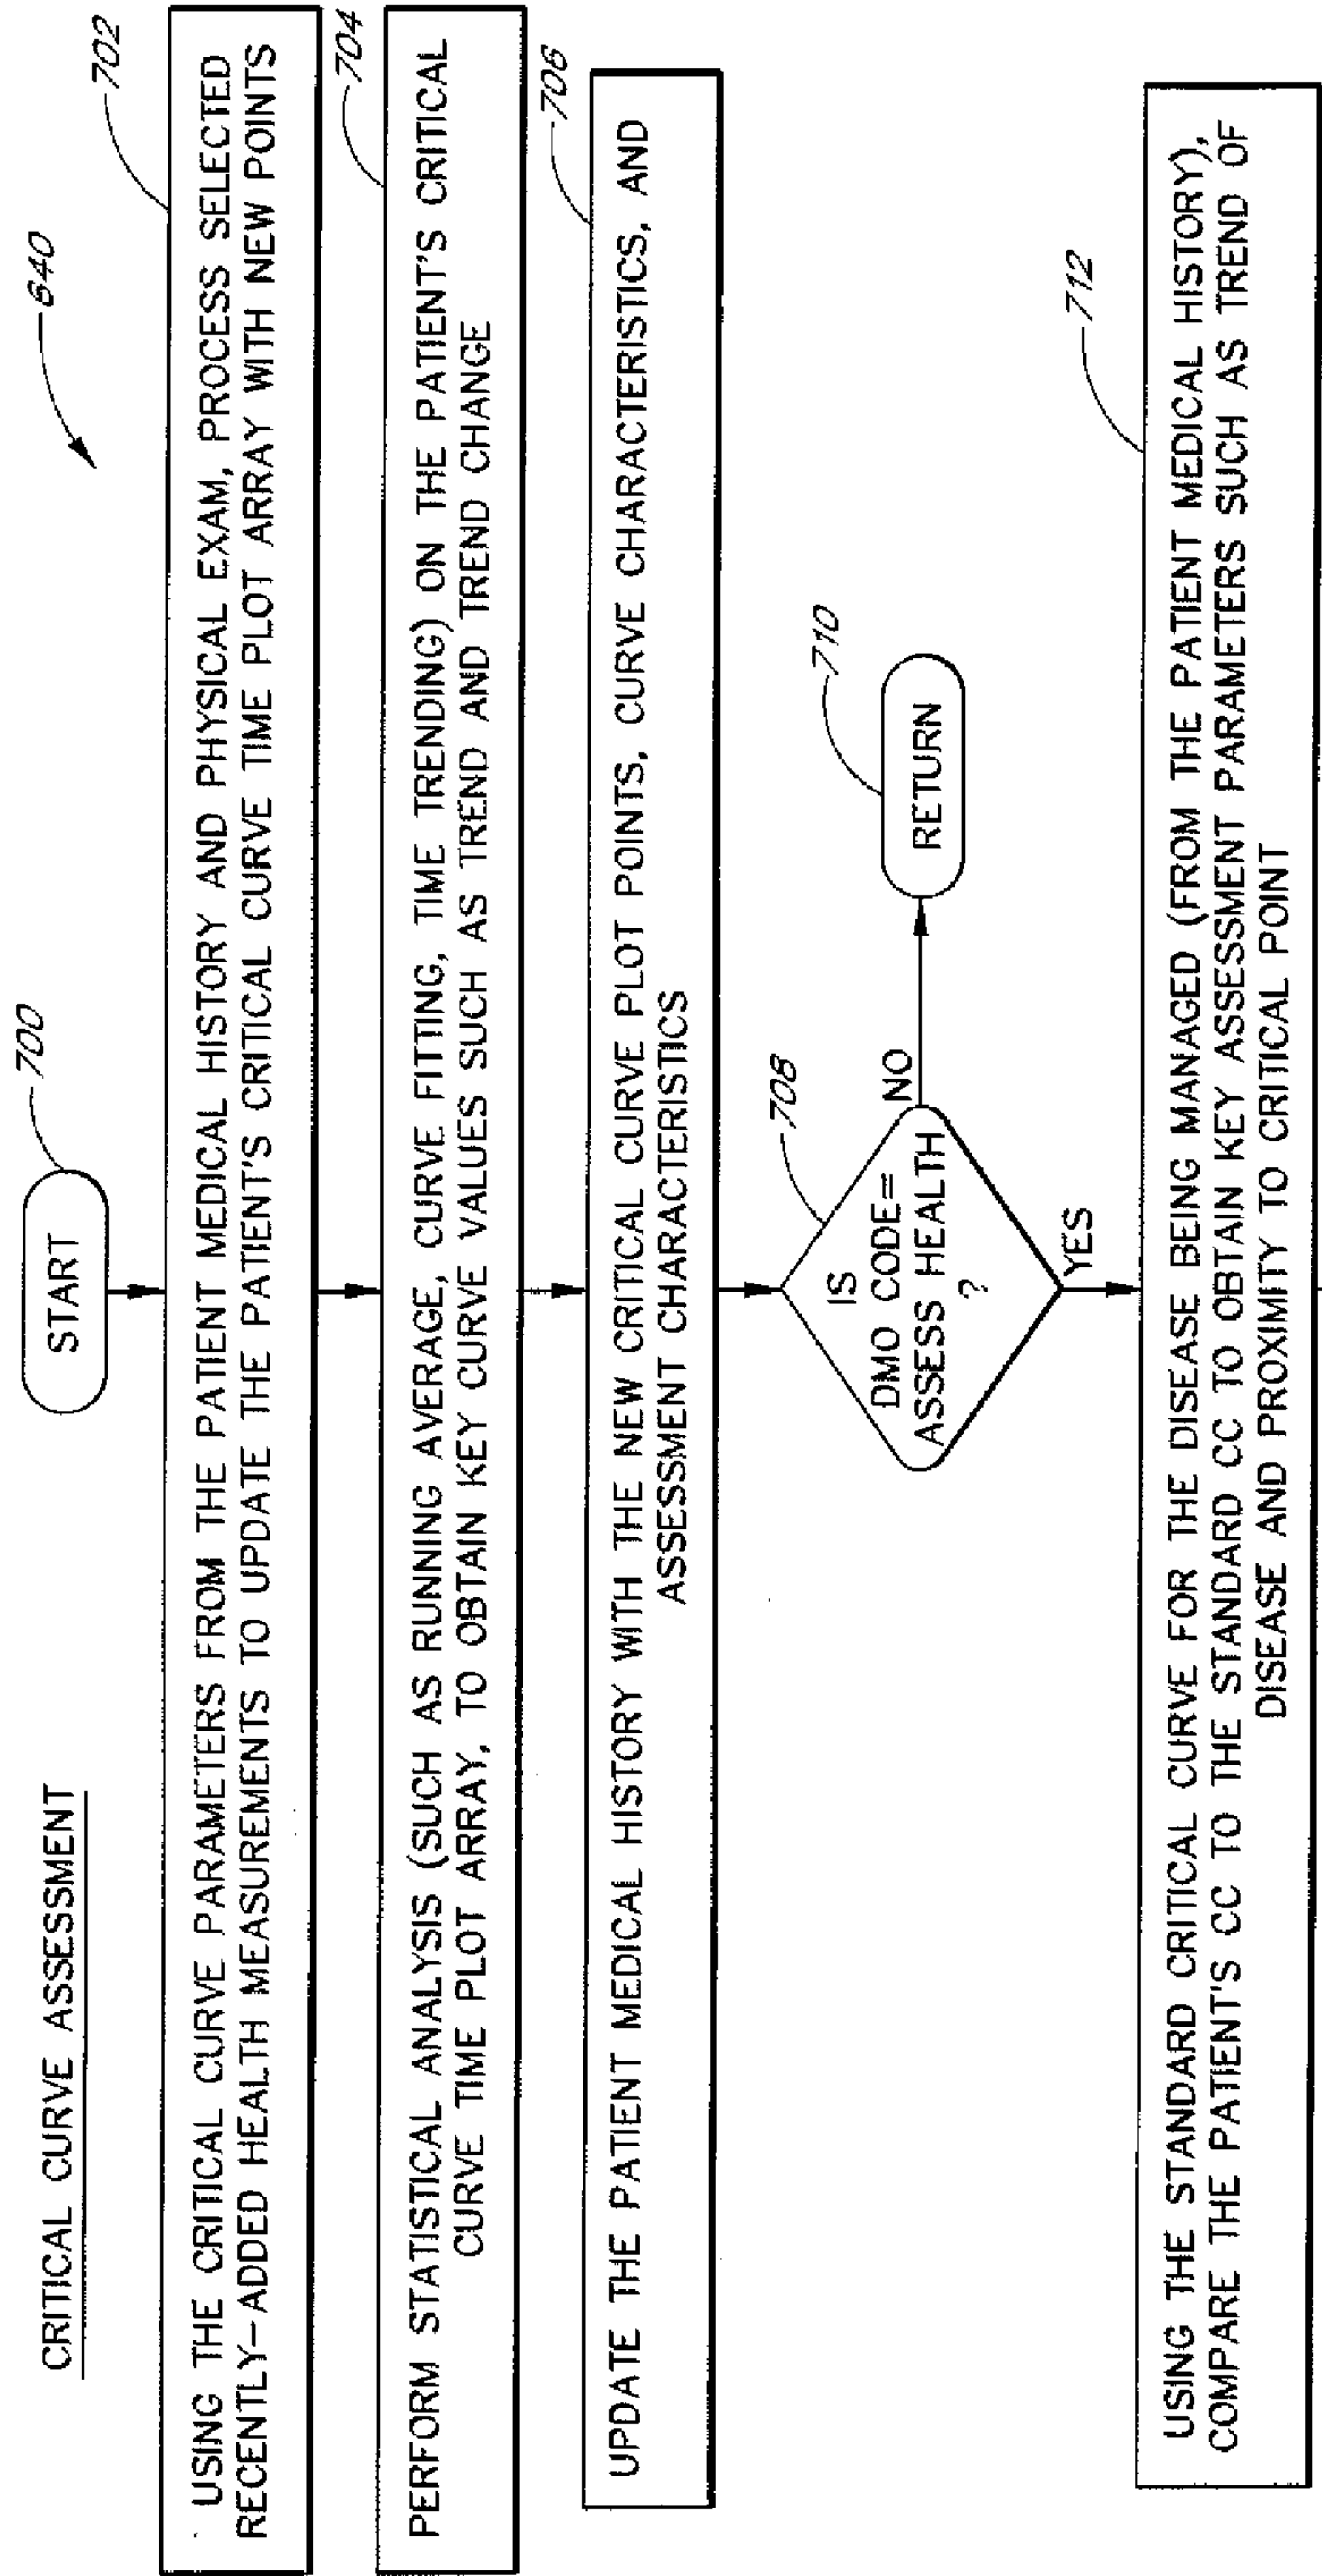 CRITICAL CURVE ASSESSMENT
640
700
START
702
USING THE CRITICAL CURVE PARAMETERS FROM THE PATIENT MEDICAL HISTORY AND PHYSICAL EXAM, PROCESS SELECTED
RECENTLY-ADDED HEALTH MEASUREMENTS TO UPDATE THE PATIENT'S CRITICAL CURVE TIME PLOT ARRAY WITH NEW POINTS
704
PERFORM STATISTICAL ANALYSIS (SUCH AS RUNNING AVERAGE, CURVE FITTING, TIME TRENDING) ON THE PATIENT'S CRITICAL
CURVE TIME PLOT ARRAY, TO OBTAIN KEY CURVE VALUES SUCH AS TREND AND TREND CHANGE
706
UPDATE THE PATIENT MEDICAL HISTORY WITH THE NEW CRITICAL CURVE PLOT POINTS, CURVE CHARACTERISTICS, AND
ASSESSMENT CHARACTERISTICS
708
IS
DMO CODE=
ASSESS HEALTH
?
NO
710
RETURN
YES
712
USING THE STANDARD CRITICAL CURVE FOR THE DISEASE BEING MANAGED (FROM THE PATIENT MEDICAL HISTORY),
COMPARE THE PATIENT'S CC TO THE STANDARD CC TO OBTAIN KEY ASSESSMENT PARAMETERS SUCH AS TREND OF
DISEASE AND PROXIMITY TO CRITICAL POINT